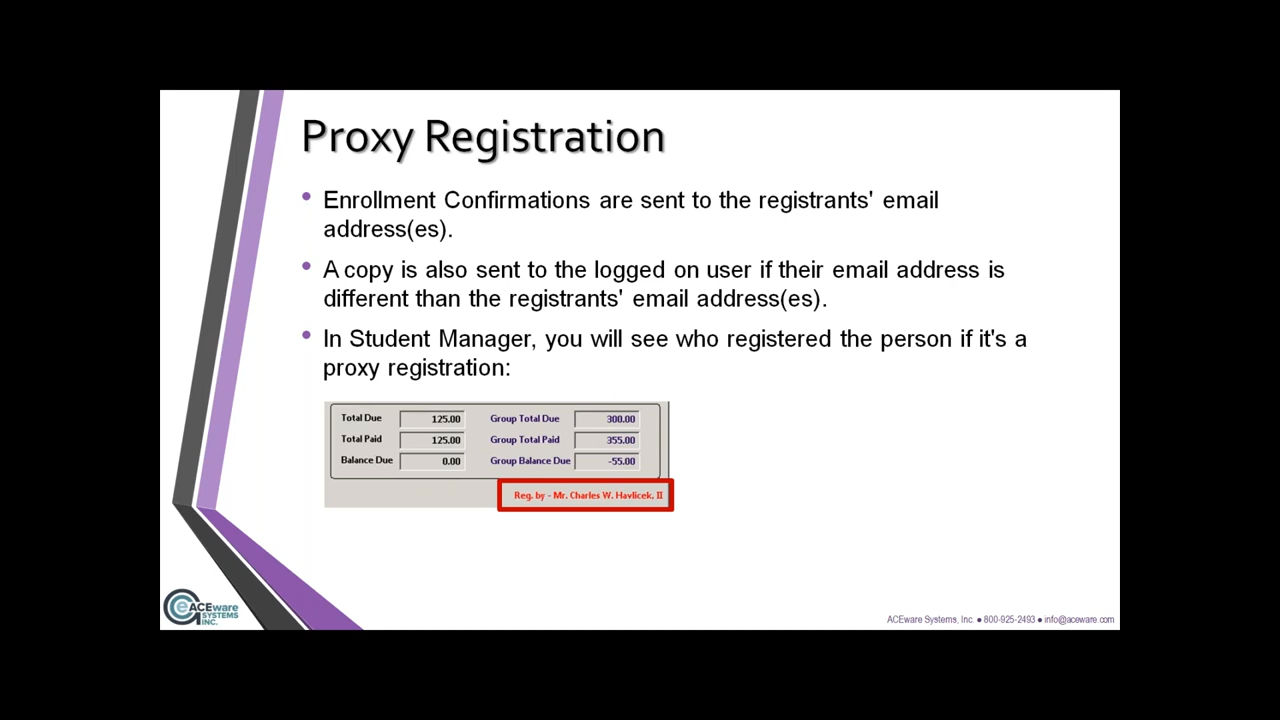 Proxy Registration
• Enrollment Confirmations are sent to the registrants' email
address(es).
• A copy is also sent to the logged on user if their email address is
different than the registrants' email address(es).
• In Student Manager, you will see who registered the person if it's a
proxy registration:
Total Due 125.00 Group Total Due 300.00
Total Paid 125.00 Group Total Paid 355.00
Balance Due 0.00 Group Balance Due -55.00
Reg. by - Mr. Charles W. Havlicek, II
ACEware
SYSTEMS
INC.
ACEware Systems, Inc. ● 800-925-2493 ● info@aceware.com